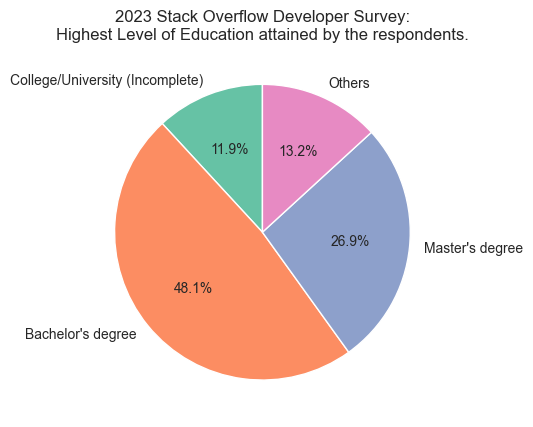 2023 Stack Overflow Developer Survey:
Highest Level of Education attained by the respondents.
College/University (Incomplete)
Others
11.9%
13.2%
26.9%
Master's degree
48.1%
Bachelor's degree